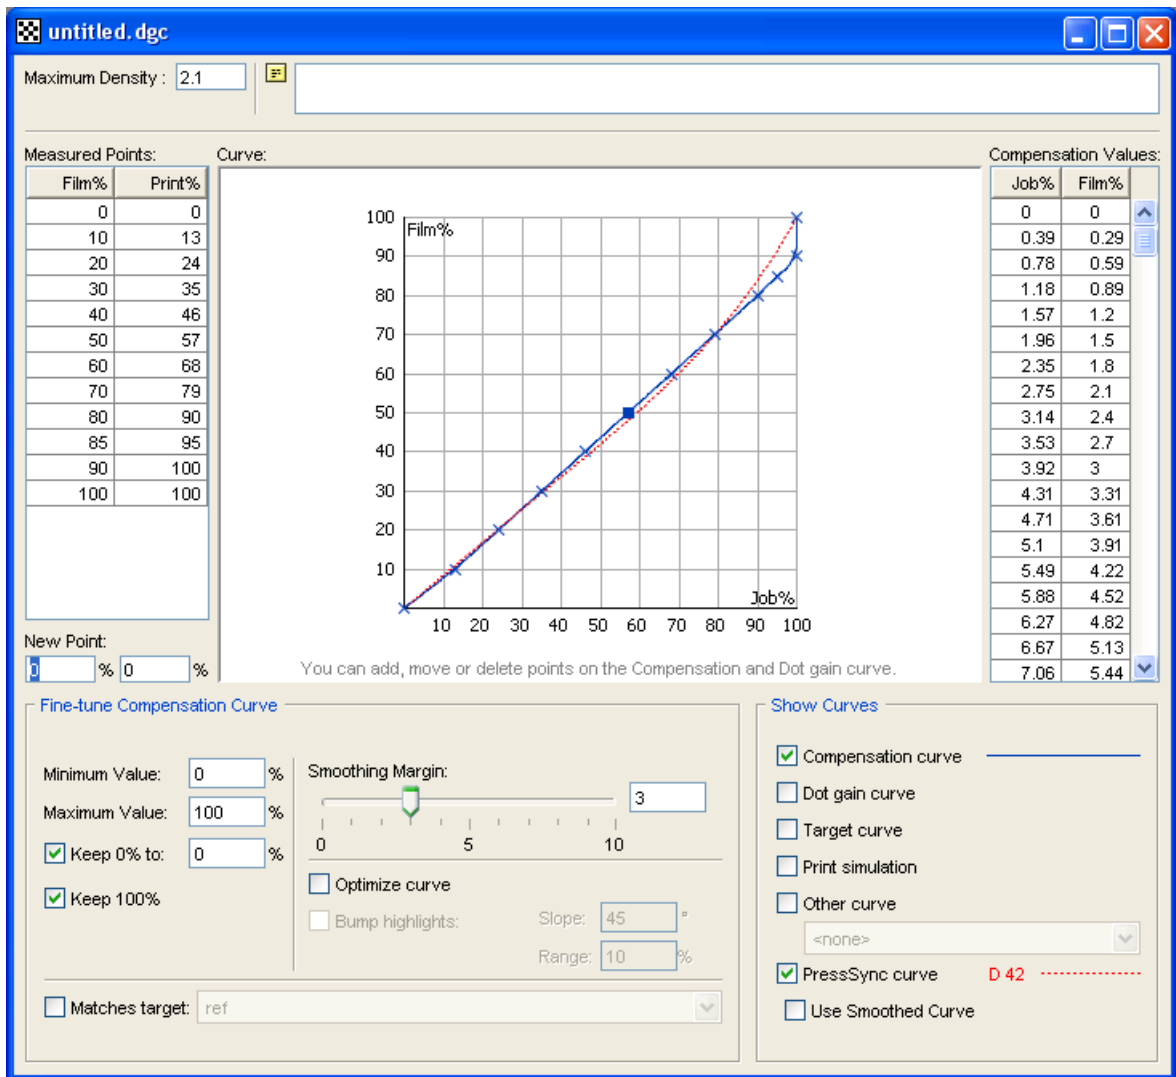 untitled.dgc
Maximum Density : 2.1
Measured Points:
Film% Print%
0 0
10 13
20 24
30 35
40 46
50 57
60 68
70 79
80 90
85 95
90 100
100 100
New Point:
0 % 0 %
Curve:
Film%
100
90
80
70
60
50
40
30
20
10
Job%
10 20 30 40 50 60 70 80 90 100
You can add, move or delete points on the Compensation and Dot gain curve.
Compensation Values:
Job% Film%
0 0
0.39 0.29
0.78 0.59
1.18 0.89
1.57 1.2
1.96 1.5
2.35 1.8
2.75 2.1
3.14 2.4
3.53 2.7
3.92 3
4.31 3.31
4.71 3.61
5.1 3.91
5.49 4.22
5.88 4.52
6.27 4.82
6.67 5.13
7.06 5.44
Fine-tune Compensation Curve
Minimum Value: 0 %
Maximum Value: 100 %
Keep 0% to: 0 %
Keep 100%
Smoothing Margin:
3
0 5 10
Optimize curve
Bump highlights:
Slope: 45 °
Range: 10 %
Matches target: ref
Show Curves
Compensation curve
Dot gain curve
Target curve
Print simulation
Other curve
<none>
PressSync curve D 42
Use Smoothed Curve